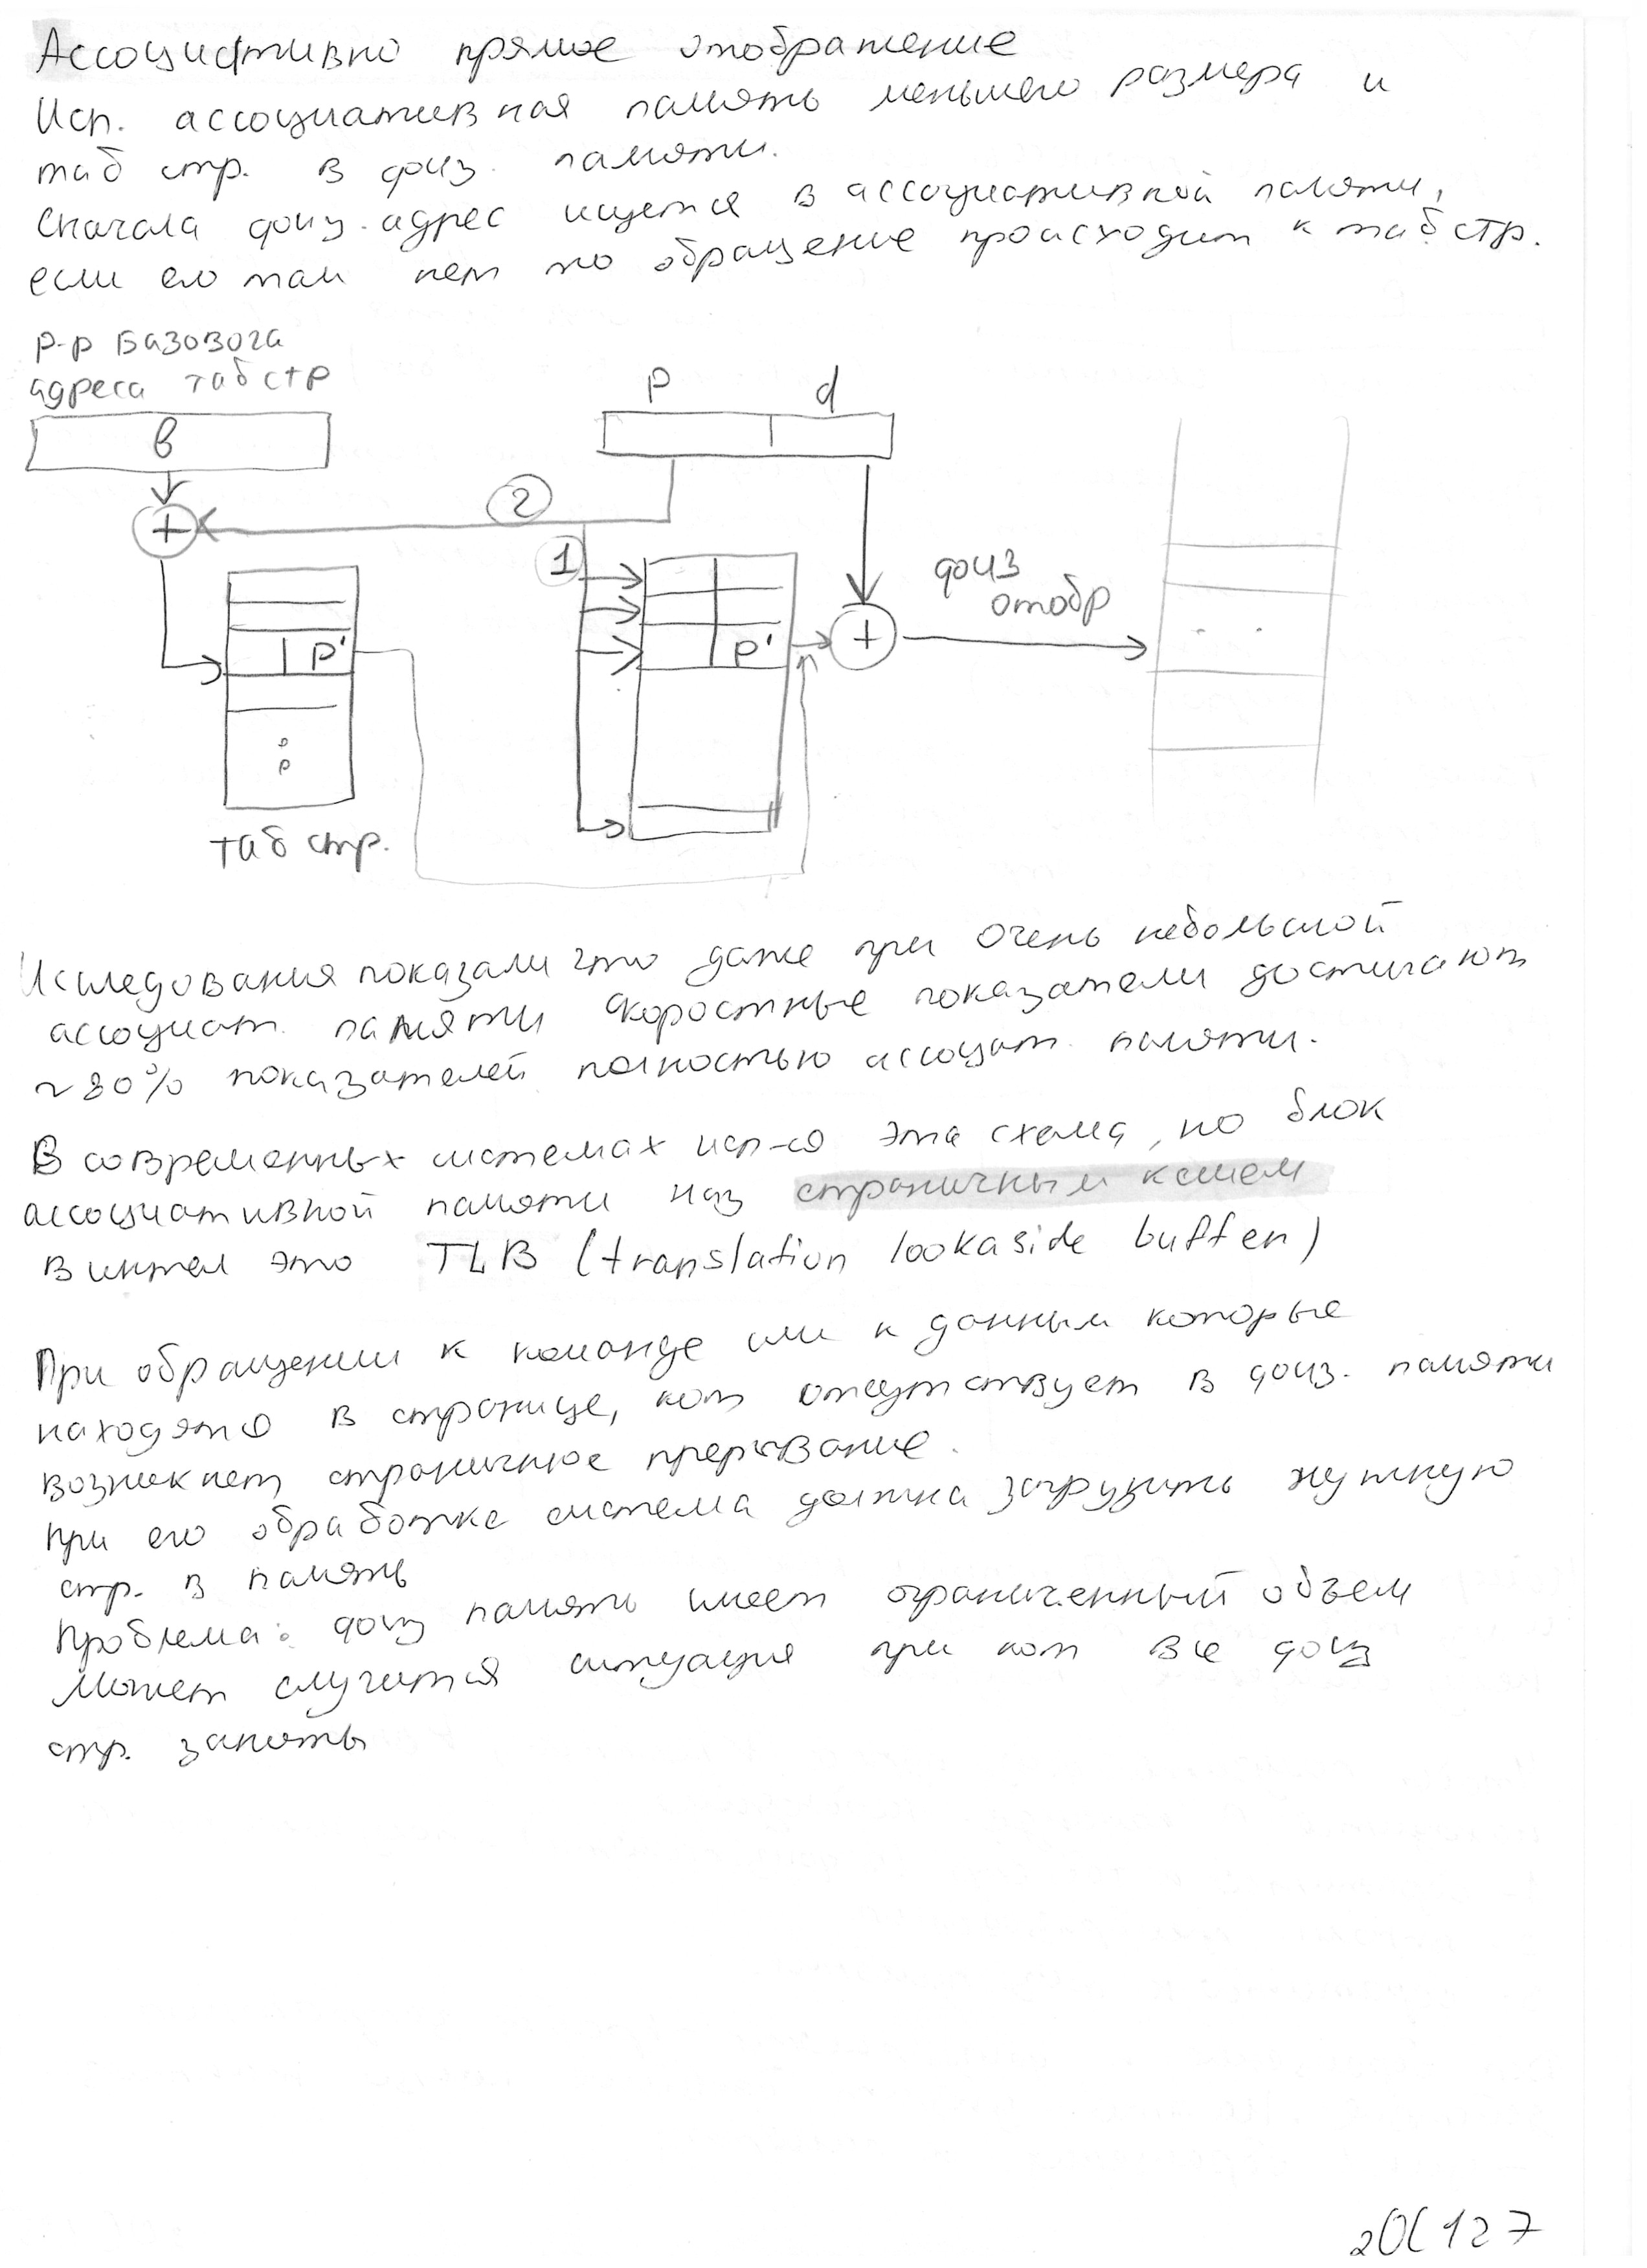 Ассоциативно прямое отображение
Исп. ассоциативная память меньшего размера и
таб стр. в физ. памяти.
Сначала физ. адрес ищется в ассоциативной памяти,
если его там нет то обращение происходит к таб стр.
р-р Базовога
адреса таб стр
P d
в
2
+
1
физ
отобр
P'
P'
+
таб стр.
Исследования показали что даже при очень небольшой
ассоциат. памяти скоростные показатели достигают
~80% показателей полностью ассоциат. памяти.
В современных системах исп-ся эта схема, но блок
ассоциативной памяти наз страничным кешем
В интел это TLB (translation lookaside buffer)
При обращении к команде или к данным которые
находятся в странице, кот отсутствует в физ. памяти
возникнет страничное прерывание.
При его обработке система должна загрузить нужную
стр. в память
Проблема: физ память имеет ограниченный объем
Может случится ситуация при кот все физ
стр. заняты
127